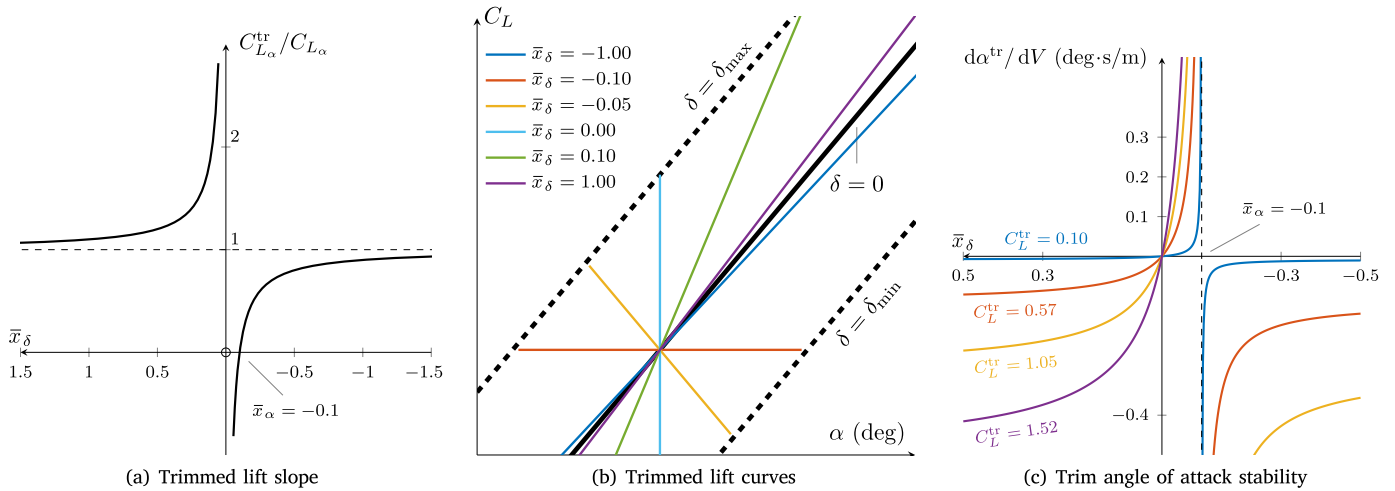 C_{L_α}^{tr}/C_{L_α}
2
1
x̄_δ
1.5
1
0.5
−0.5
−1
−1.5
x̄_α = −0.1
(a) Trimmed lift slope
C_L
x̄_δ = −1.00
x̄_δ = −0.10
x̄_δ = −0.05
x̄_δ = 0.00
x̄_δ = 0.10
x̄_δ = 1.00
δ = δ_max
δ = 0
δ = δ_min
α (deg)
(b) Trimmed lift curves
dα^{tr}/dV (deg·s/m)
0.3
0.2
0.1
x̄_α = −0.1
x̄_δ
C_L^{tr} = 0.10
0.5
0.3
−0.3
−0.5
C_L^{tr} = 0.57
C_L^{tr} = 1.05
C_L^{tr} = 1.52
−0.4
(c) Trim angle of attack stability